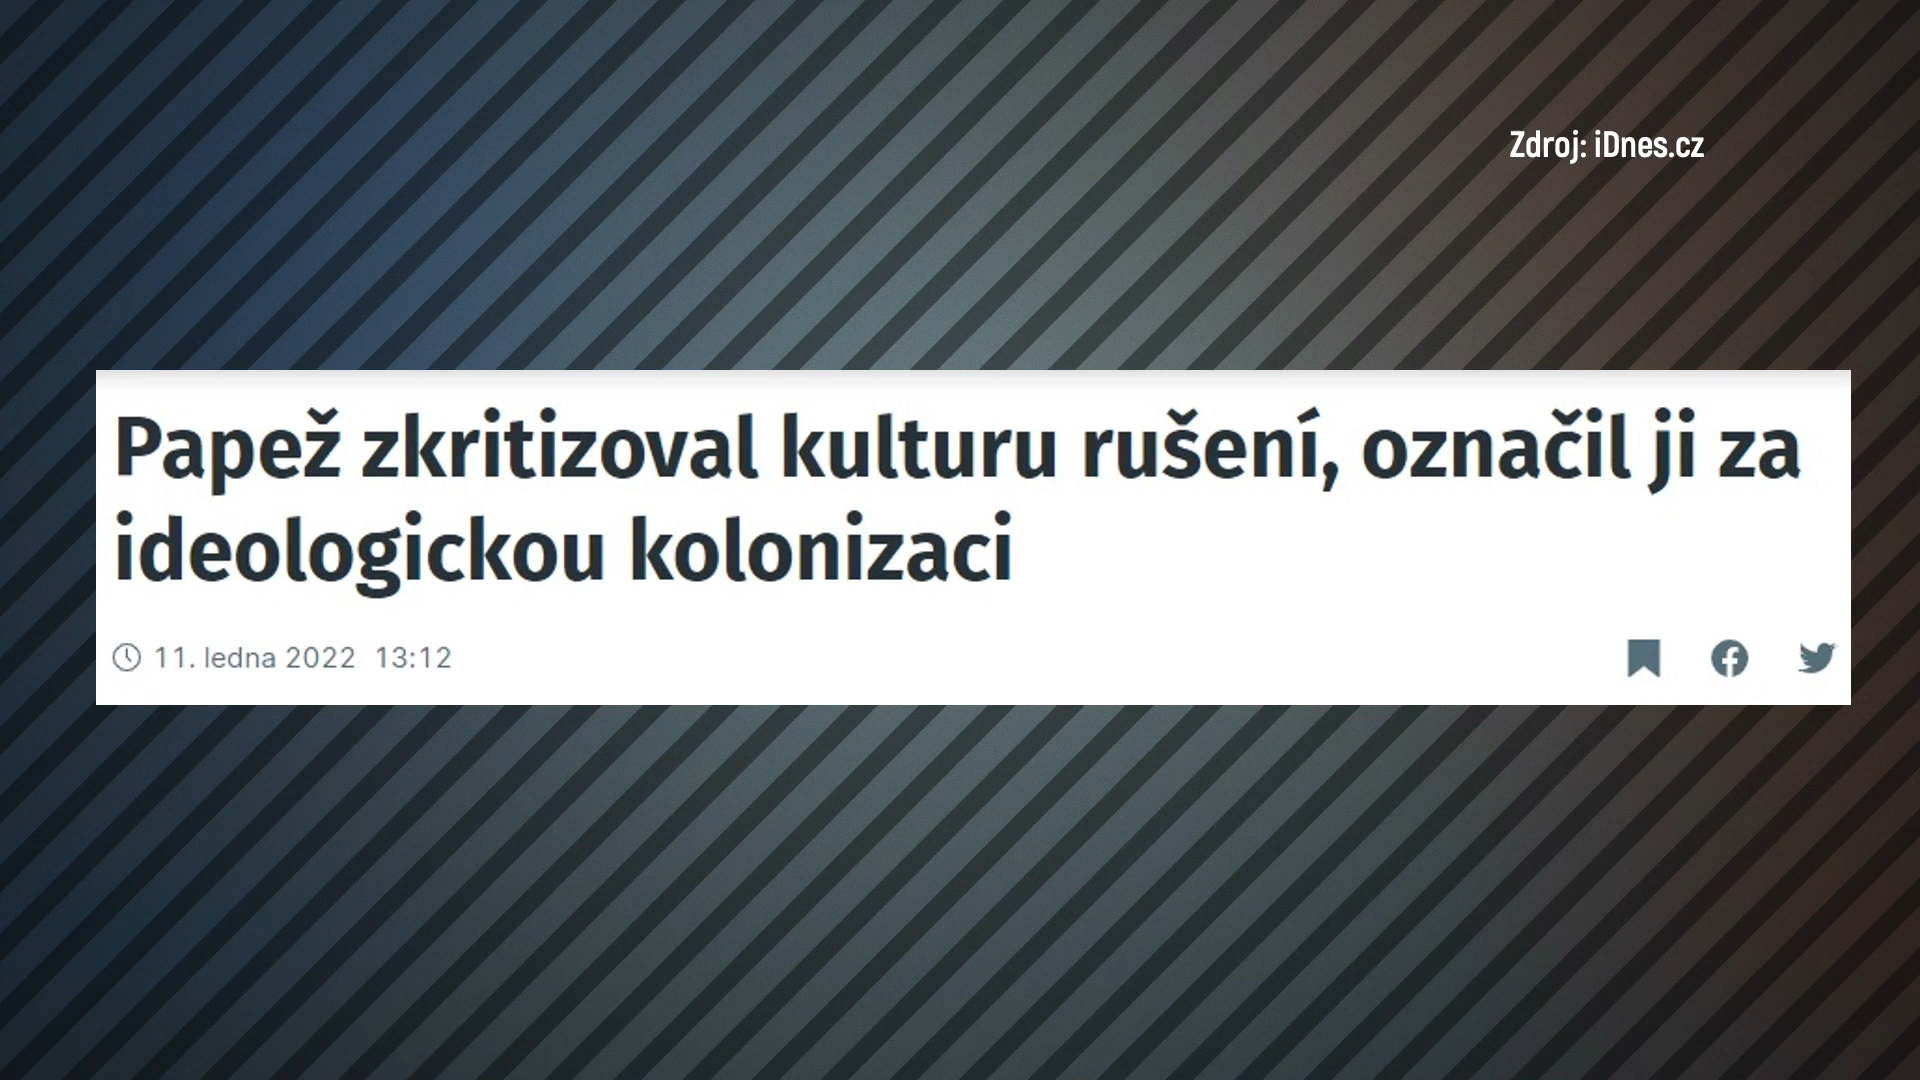 Zdroj: iDnes.cz
Papež zkritizoval kulturu rušení, označil ji za
ideologickou kolonizaci
11. ledna 2022 13:12